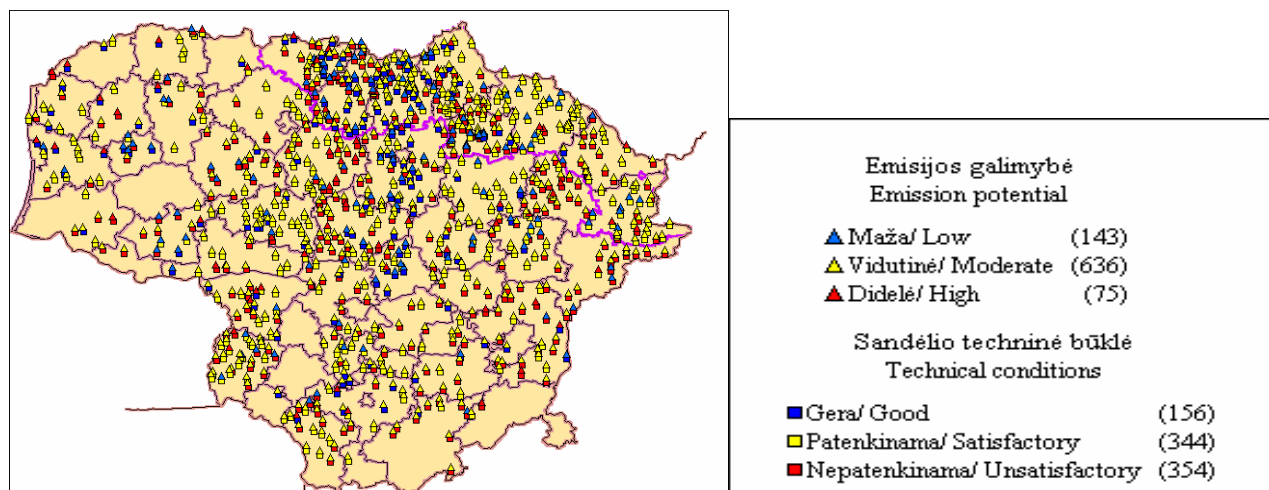 Emisijos galimybė
Emission potential
Maža/ Low (143)
Vidutinė/ Moderate (636)
Didelė/ High (75)
Sandėlio techninė būklė
Technical conditions
Gera/ Good (156)
Patenkinama/ Satisfactory (344)
Nepatenkinama/ Unsatisfactory (354)